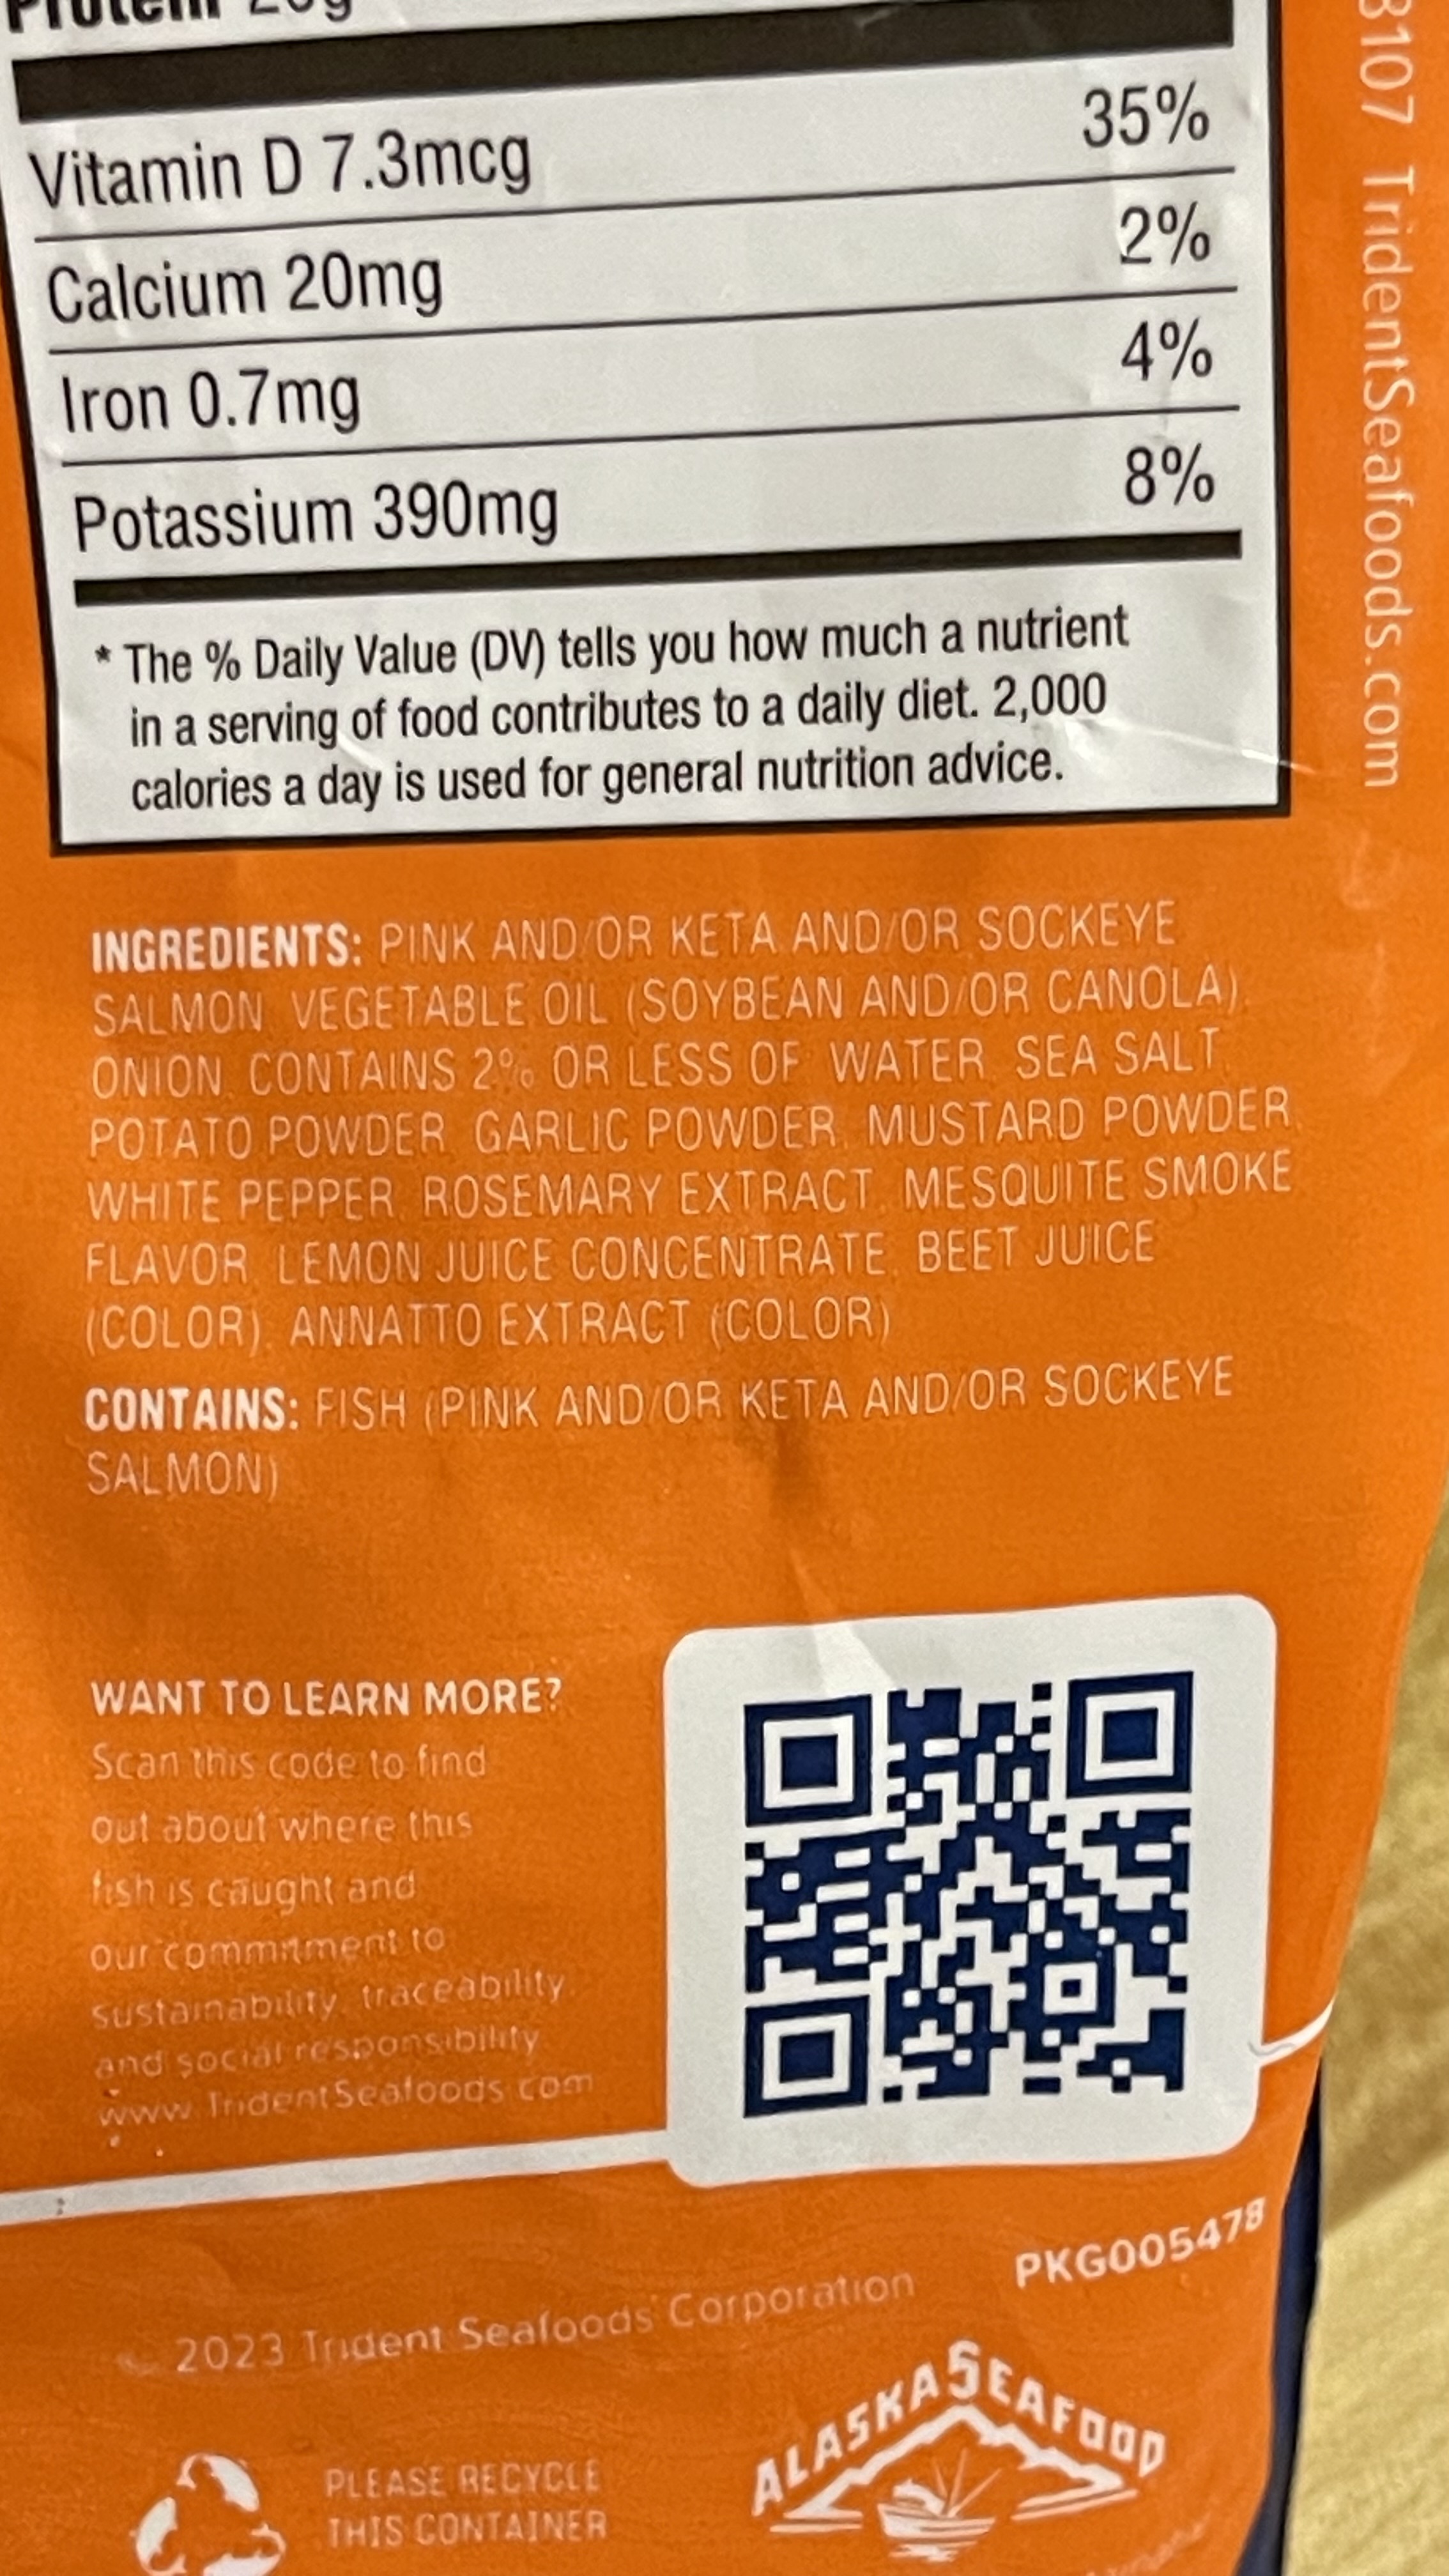 Protein
Vitamin D 7.3mcg 35%
Calcium 20mg 2%
Iron 0.7mg 4%
Potassium 390mg 8%
* The % Daily Value (DV) tells you how much a nutrient
in a serving of food contributes to a daily diet. 2,000
calories a day is used for general nutrition advice.
INGREDIENTS: PINK AND/OR KETA AND/OR SOCKEYE
SALMON, VEGETABLE OIL (SOYBEAN AND/OR CANOLA),
ONION, CONTAINS 2% OR LESS OF: WATER, SEA SALT,
POTATO POWDER, GARLIC POWDER, MUSTARD POWDER,
WHITE PEPPER, ROSEMARY EXTRACT, MESQUITE SMOKE
FLAVOR, LEMON JUICE CONCENTRATE, BEET JUICE
(COLOR), ANNATTO EXTRACT (COLOR)
CONTAINS: FISH (PINK AND/OR KETA AND/OR SOCKEYE
SALMON)
WANT TO LEARN MORE?
Scan this code to find
out about where this
fish is caught and
our commitment to
sustainability, traceability,
and social responsibility
www.TridentSeafoods.com
PKG005478
© 2023 Trident Seafoods Corporation
PLEASE RECYCLE
THIS CONTAINER
ALASKA SEAFOOD
8107 TridentSeafoods.com